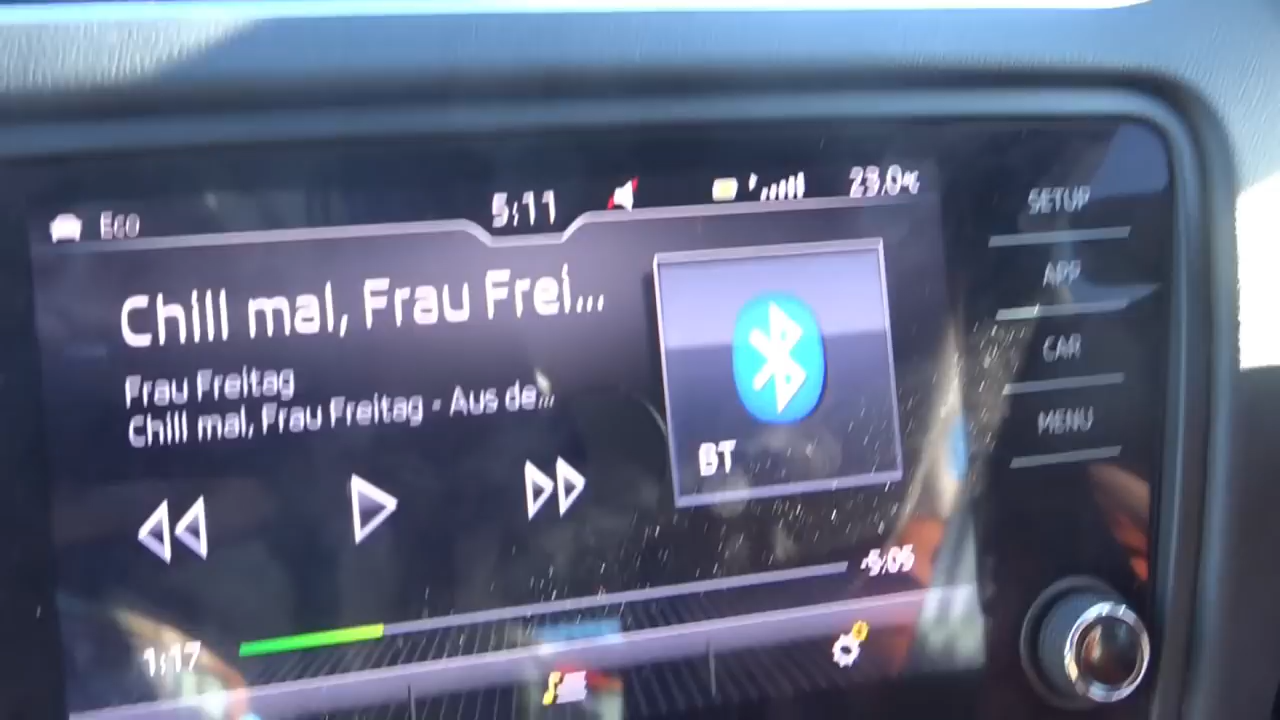 Eco
5:11
23.0°C
Chill mal, Frau Frei...
Frau Freitag
Chill mal, Frau Freitag - Aus de...
BT
1:17
-5:05
SETUP
APP
CAR
MENU